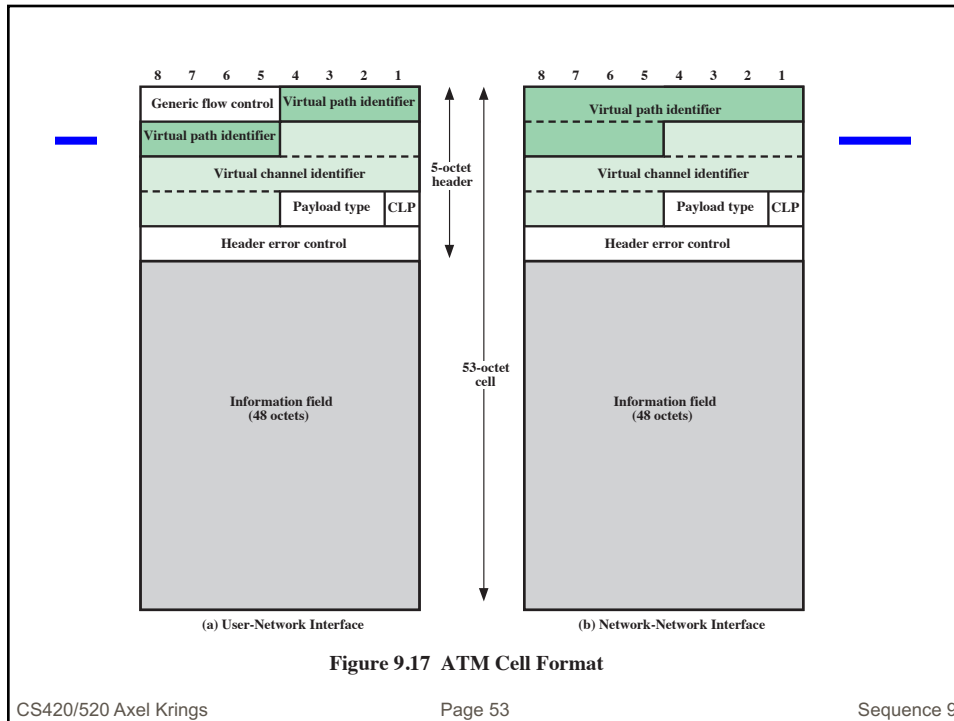 8 7 6 5 4 3 2 1
Generic flow control
Virtual path identifier
Virtual path identifier
Virtual channel identifier
Payload type
CLP
Header error control
Information field
(48 octets)
(a) User-Network Interface
5-octet
header
53-octet
cell
8 7 6 5 4 3 2 1
Virtual path identifier
Virtual channel identifier
Payload type
CLP
Header error control
Information field
(48 octets)
(b) Network-Network Interface
Figure 9.17 ATM Cell Format
CS420/520 Axel Krings
Page 53
Sequence 9